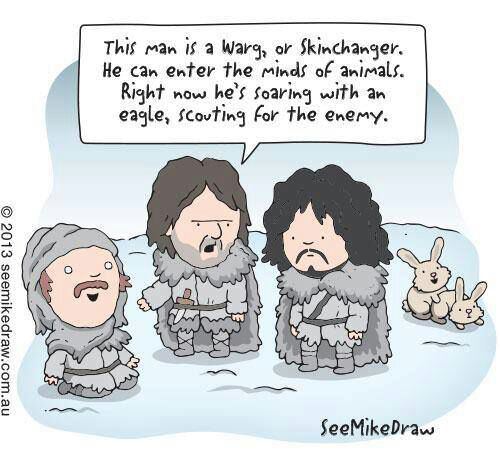 This man is a Warg, or Skinchanger.
He can enter the minds of animals.
Right now he's soaring with an
eagle, scouting for the enemy.
© 2013 seemikedraw.com.au
SeeMikeDraw